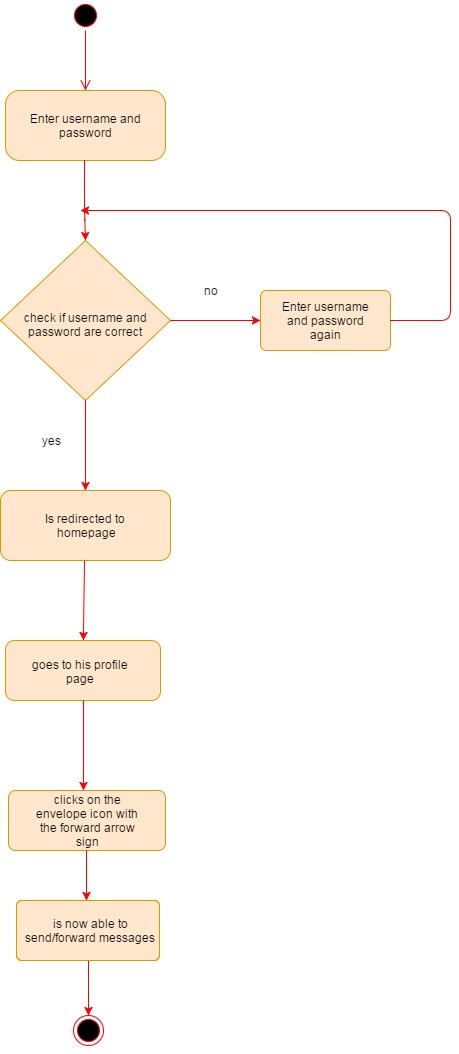 Enter username and
password
check if username and
password are correct
no
Enter username
and password
again
yes
Is redirected to
homepage
goes to his profile
page
clicks on the
envelope icon with
the forward arrow
sign
is now able to
send/forward messages